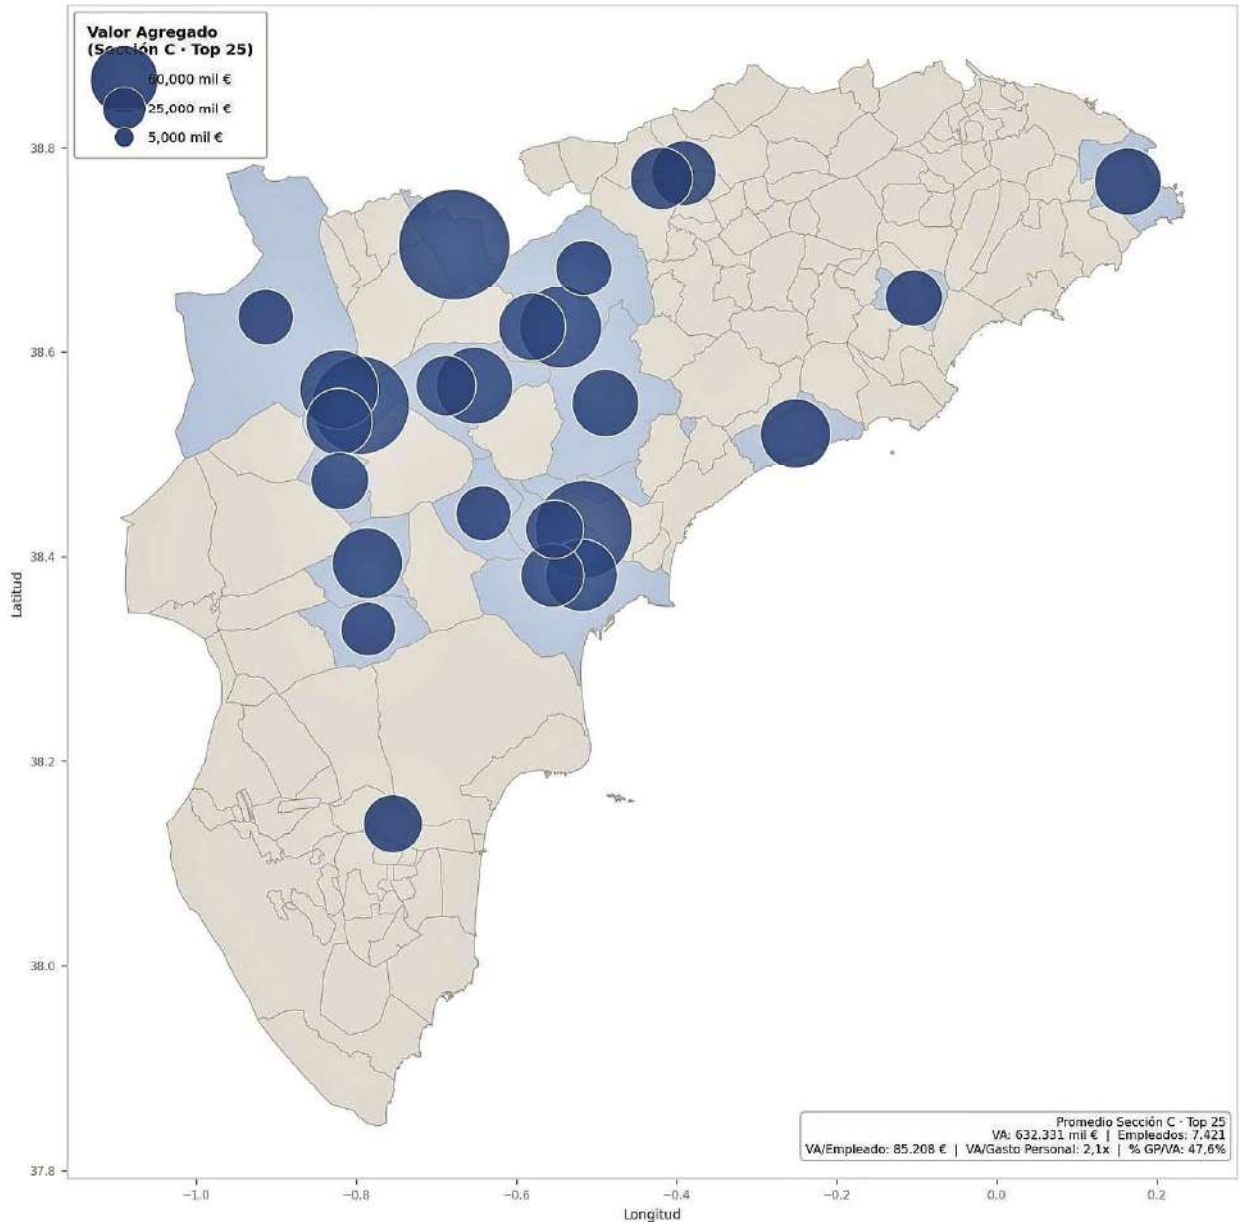 Valor Agregado
(Sección C · Top 25)
60,000 mil €
25,000 mil €
5,000 mil €
38.8
38.6
38.4
38.2
38.0
37.8
Latitud
−1.0
−0.8
−0.6
−0.4
−0.2
0.0
0.2
Longitud
Promedio Sección C · Top 25
VA: 632.331 mil € | Empleados: 7.421
VA/Empleado: 85.208 € | VA/Gasto Personal: 2,1x | % GP/VA: 47,6%